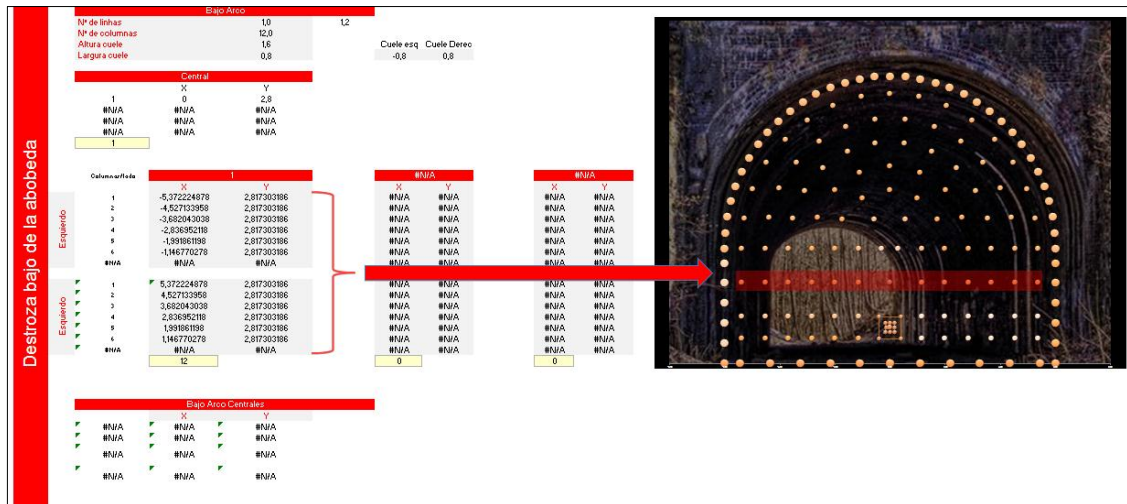 Destroza bajo de la abobeda
Bajo Arco
Nº de linhas 1,0 1,2
Nº de columnas 12,0
Altura cuele 1,6
Largura cuele 0,8
Cuele esq Cuele Derec
-0,8 0,8
Central
X Y
1 0 2,8
#N/A #N/A #N/A
#N/A #N/A #N/A
#N/A #N/A #N/A
1
1 #N/A #N/A
X Y X Y X Y
Esquierdo
1 -5,372224878 2,817303186 #N/A #N/A #N/A #N/A
2 -4,527133958 2,817303186 #N/A #N/A #N/A #N/A
3 -3,682043038 2,817303186 #N/A #N/A #N/A #N/A
4 -2,836952118 2,817303186 #N/A #N/A #N/A #N/A
5 -1,991861198 2,817303186 #N/A #N/A #N/A #N/A
6 -1,146770278 2,817303186 #N/A #N/A #N/A #N/A
#N/A #N/A #N/A #N/A #N/A #N/A #N/A
Esquierdo
1 5,372224878 2,817303186 #N/A #N/A #N/A #N/A
2 4,527133958 2,817303186 #N/A #N/A #N/A #N/A
3 3,682043038 2,817303186 #N/A #N/A #N/A #N/A
4 2,836952118 2,817303186 #N/A #N/A #N/A #N/A
5 1,991861198 2,817303186 #N/A #N/A #N/A #N/A
6 1,146770278 2,817303186 #N/A #N/A #N/A #N/A
#N/A #N/A #N/A #N/A #N/A #N/A #N/A
12 0 0
Bajo Arco Centrales
X Y
#N/A #N/A #N/A
#N/A #N/A #N/A
#N/A #N/A #N/A
#N/A #N/A #N/A